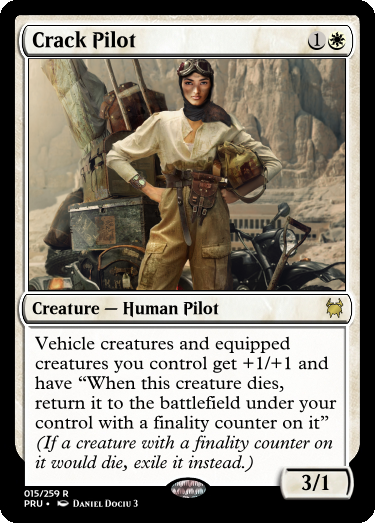 Crack Pilot 1
Creature — Human Pilot
Vehicle creatures and equipped
creatures you control get +1/+1 and
have “When this creature dies,
return it to the battlefield under your
control with a finality counter on it”
(If a creature with a finality counter on
it would die, exile it instead.)
3/1
015/259 R
PRU • Daniel Dociu 3